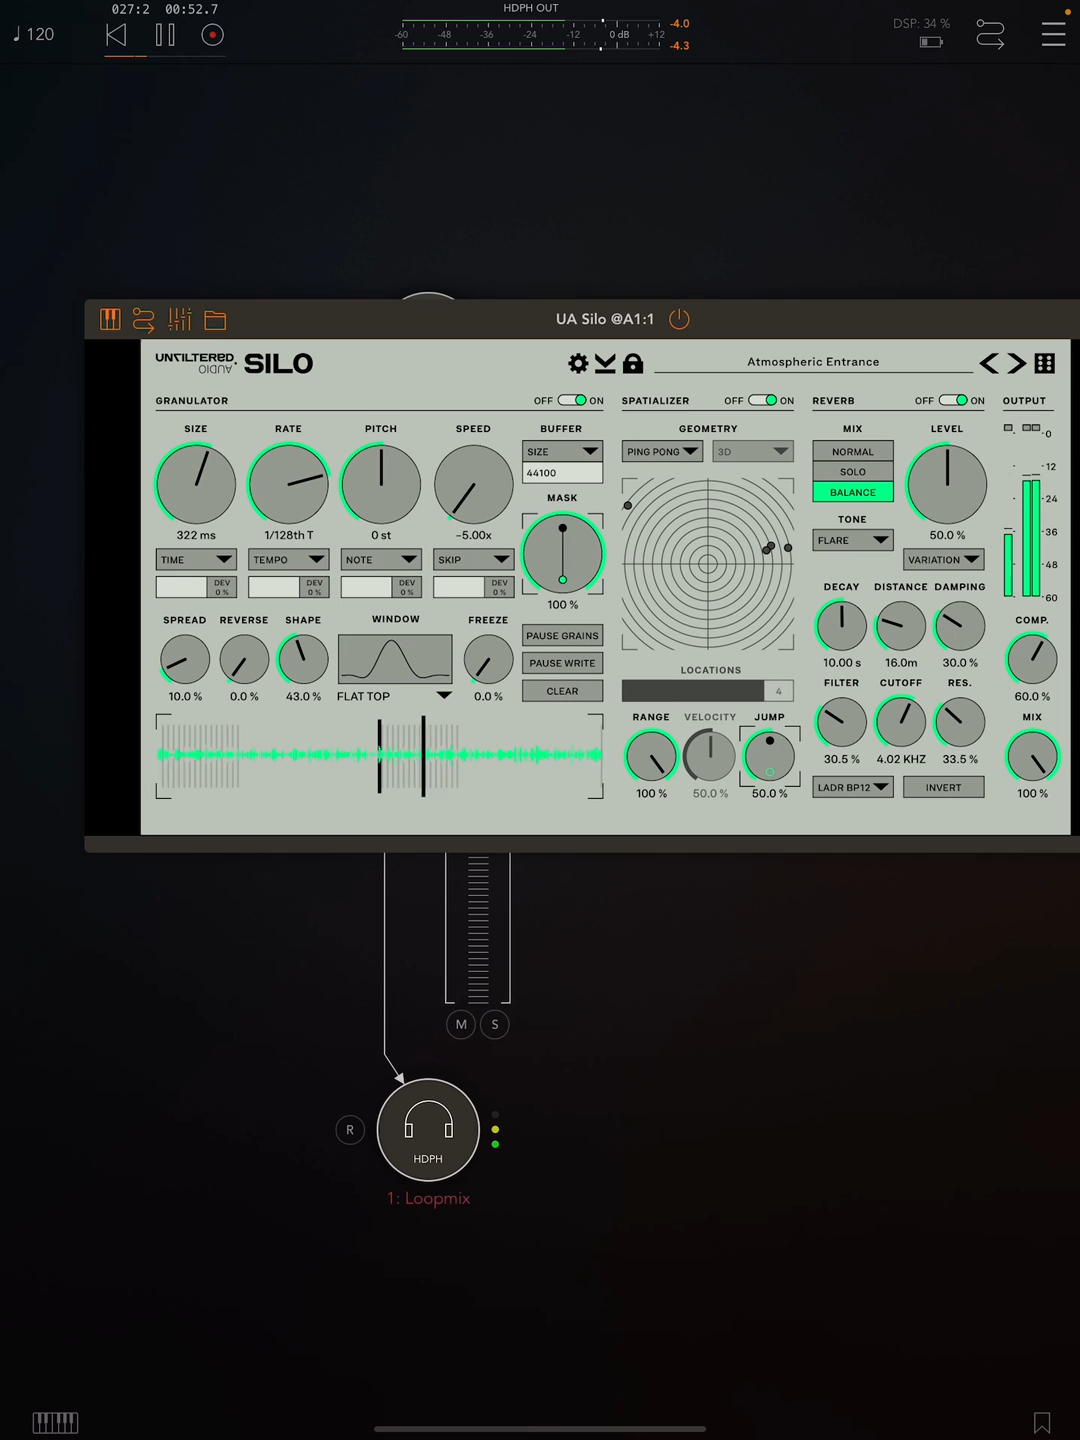 027:2 00:52.7
HDPH OUT
♩ 120
-60 -48 -36 -24 -12 0 dB +12
-4.0
-4.3
DSP: 34 %
UA Silo @A1:1
UNFILTERED AUDIO SILO
Atmospheric Entrance
GRANULATOR OFF ON
SPATIALIZER OFF ON
REVERB OFF ON
OUTPUT
SIZE RATE PITCH SPEED BUFFER
GEOMETRY
MIX LEVEL
SIZE
44100
PING PONG 3D
NORMAL
SOLO
BALANCE
MASK
TONE
FLARE
322 ms 1/128th T 0 st -5.00x
50.0 %
TIME TEMPO NOTE SKIP
VARIATION
DEV 0 % DEV 0 % DEV 0 % DEV 0 %
100 %
0
-12
-24
-36
-48
-60
DECAY DISTANCE DAMPING
SPREAD REVERSE SHAPE WINDOW FREEZE
PAUSE GRAINS
PAUSE WRITE
CLEAR
COMP.
10.00 s 16.0m 30.0 %
10.0 % 0.0 % 43.0 % FLAT TOP 0.0 %
LOCATIONS
4
FILTER CUTOFF RES.
60.0 %
RANGE VELOCITY JUMP
MIX
30.5 % 4.02 KHZ 33.5 %
100 % 50.0 % 50.0 %
LADR BP12 INVERT
100 %
M S
R
HDPH
1: Loopmix